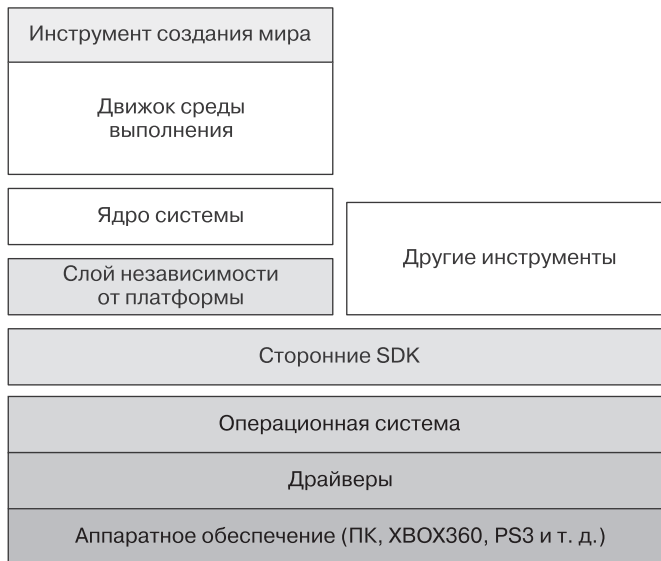 Инструмент создания мира
Движок среды
выполнения
Ядро системы
Другие инструменты
Слой независимости
от платформы
Сторонние SDK
Операционная система
Драйверы
Аппаратное обеспечение (ПК, XBOX360, PS3 и т. д.)